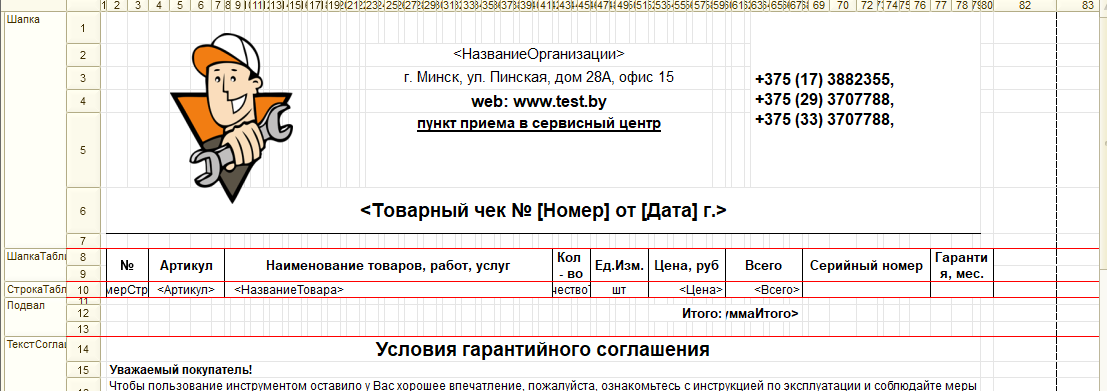 Шапка
1
2 <НазваниеОрганизации>
3 г. Минск, ул. Пинская, дом 28А, офис 15 +375 (17) 3882355,
4 web: www.test.by +375 (29) 3707788,
5 пункт приема в сервисный центр +375 (33) 3707788,
6 <Товарный чек № [Номер] от [Дата] г.>
7
ШапкаТабли 8 № Артикул Наименование товаров, работ, услуг Кол - во Ед.Изм. Цена, руб Всего Серийный номер Гаранти я, мес.
9
СтрокаТабл 10 мерСтр <Артикул> <НазваниеТовара> чество шт <Цена> <Всего>
Подвал 11
12 Итого: уммаИтого>
13
ТекстСоглаш 14 Условия гарантийного соглашения
15 Уважаемый покупатель!
Чтобы пользование инструментом оставило у Вас хорошее впечатление, пожалуйста, ознакомьтесь с инструкцией по эксплуатации и соблюдайте меры